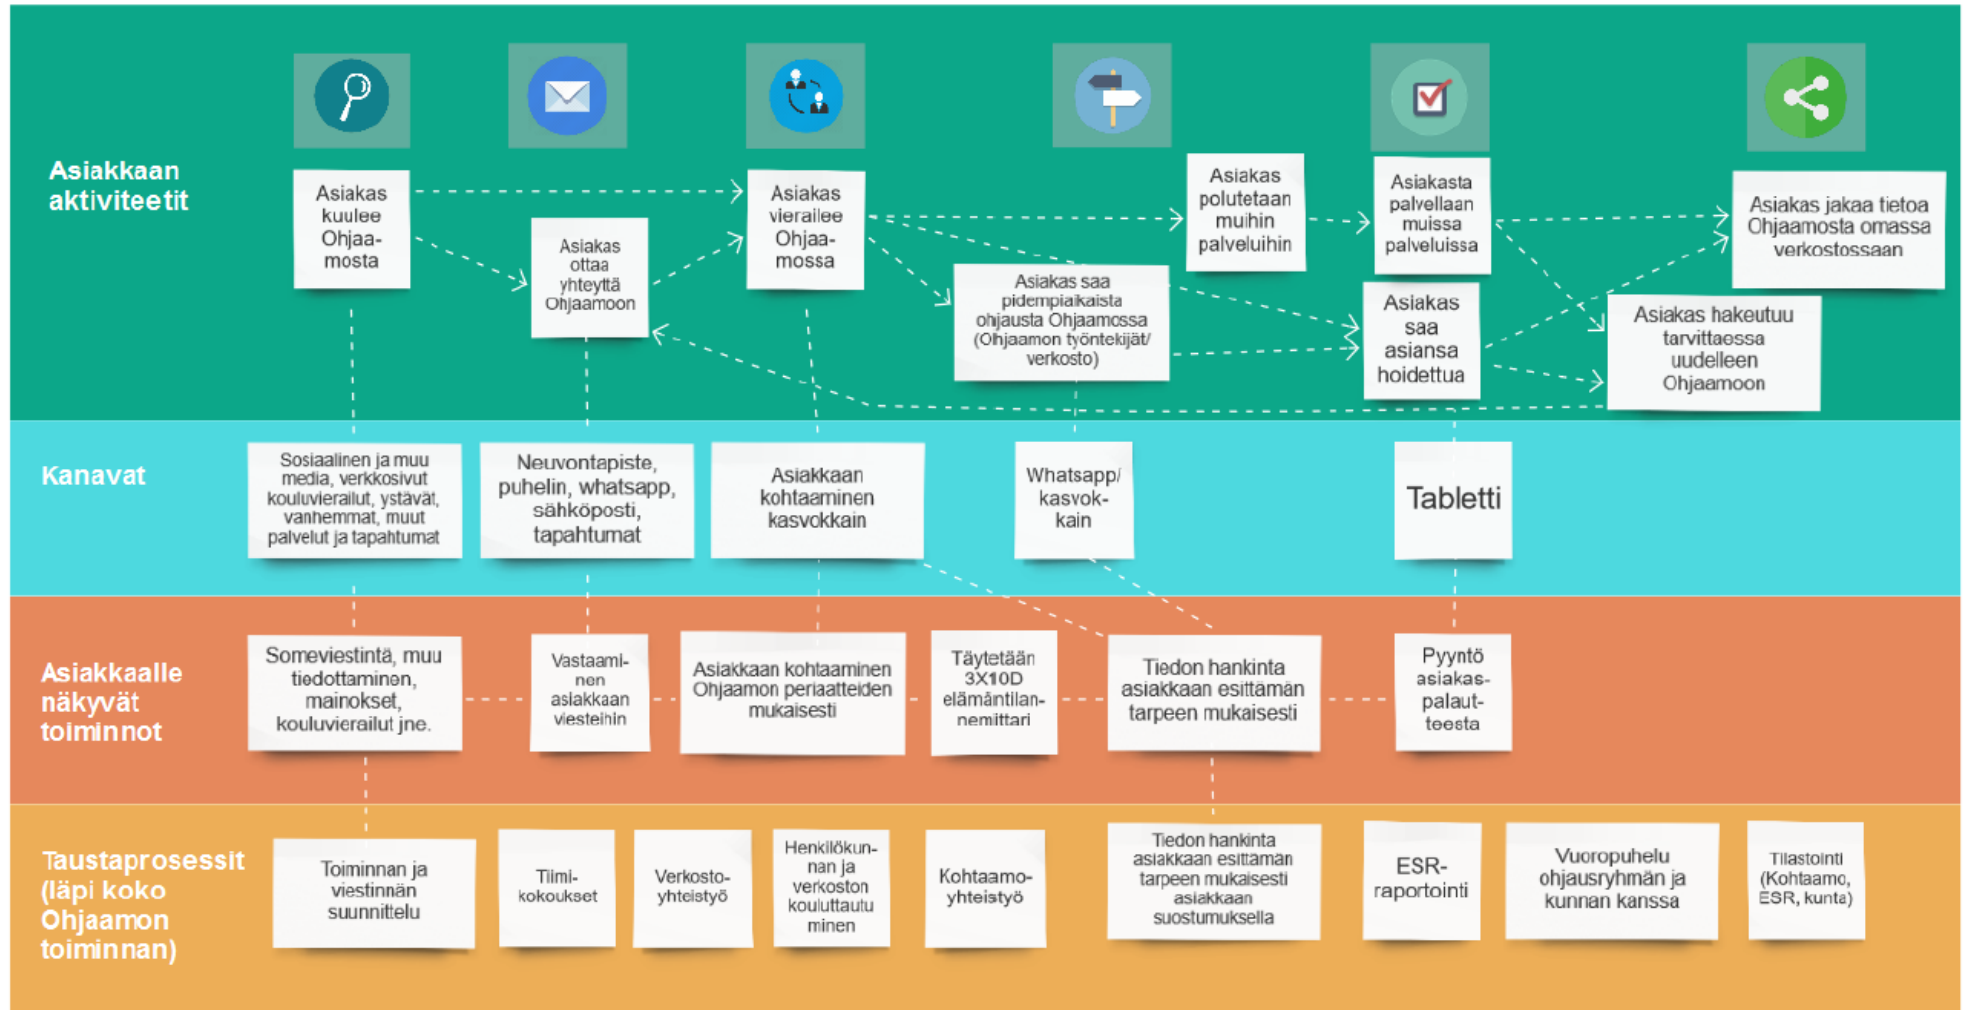 Asiakkaan
aktiviteetit
Asiakas
kuulee
Ohjaa-
mosta
Asiakas
ottaa
yhteyttä
Ohjaamoon
Asiakas
vierailee
Ohjaa-
mossa
Asiakas saa
pidempiaikaista
ohjausta Ohjaamossa
(Ohjaamon työntekijät/
verkosto)
Asiakas
polutetaan
muihin
palveluihin
Asiakasta
palvellaan
muissa
palveluissa
Asiakas
saa
asiansa
hoidettua
Asiakas jakaa tietoa
Ohjaamosta omassa
verkostossaan
Asiakas hakeutuu
tarvittaessa
uudelleen
Ohjaamoon
Kanavat
Sosiaalinen ja muu
media, verkkosivut
kouluvierailut, ystävät,
vanhemmat, muut
palvelut ja tapahtumat
Neuvontapiste,
puhelin, whatsapp,
sähköposti,
tapahtumat
Asiakkaan
kohtaaminen
kasvokkain
Whatsapp/
kasvok-
kain
Tabletti
Asiakkaalle
näkyvät
toiminnot
Someviestintä, muu
tiedottaminen,
mainokset,
kouluvierailut jne.
Vastaami-
nen
asiakkaan
viesteihin
Asiakkaan kohtaaminen
Ohjaamon periaatteiden
mukaisesti
Täytetään
3X10D
elämäntilan-
nemittari
Tiedon hankinta
asiakkaan esittämän
tarpeen mukaisesti
Pyyntö
asiakas-
palaut-
teesta
Taustaprosessit
(läpi koko
Ohjaamon
toiminnan)
Toiminnan ja
viestinnän
suunnittelu
Tiimi-
kokoukset
Verkosto-
yhteistyö
Henkilökun-
nan ja
verkoston
kouluttautu
minen
Kohtaamo-
yhteistyö
Tiedon hankinta
asiakkaan esittämän
tarpeen mukaisesti
asiakkaan
suostumuksella
ESR-
raportointi
Vuoropuhelu
ohjausryhmän ja
kunnan kanssa
Tilastointi
(Kohtaamo,
ESR, kunta)